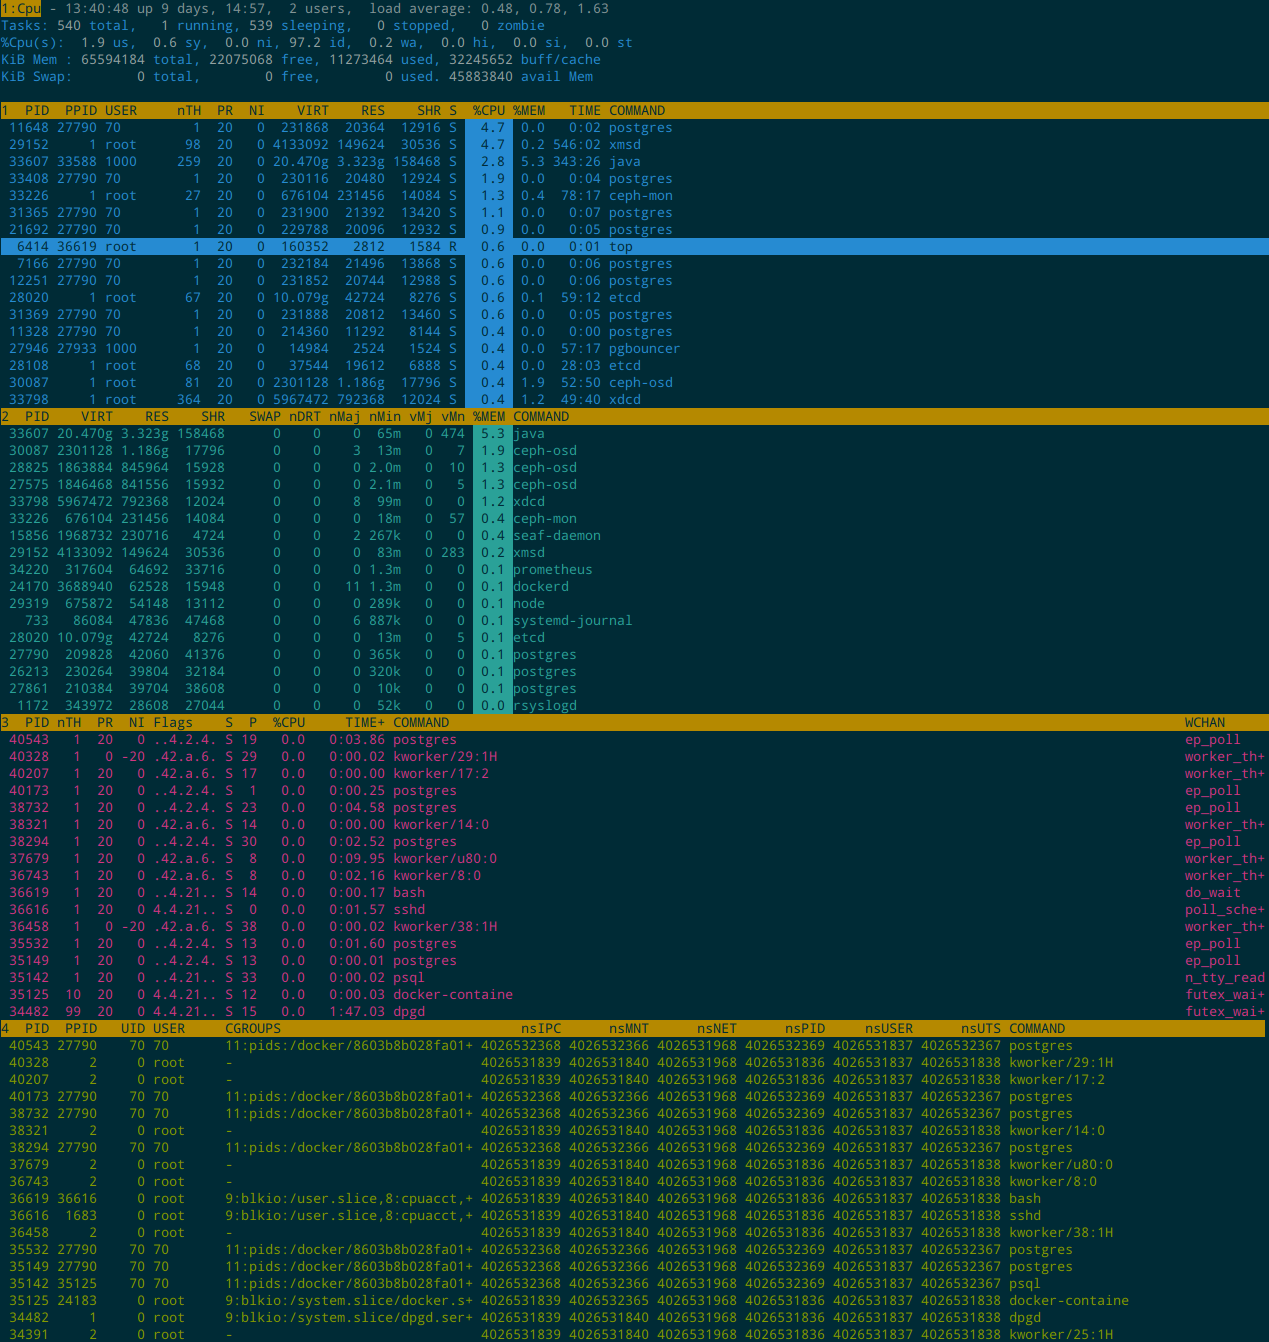 1:Cpu - 13:40:48 up 9 days, 14:57,  2 users,  load average: 0.48, 0.78, 1.63
Tasks: 540 total,   1 running, 539 sleeping,   0 stopped,   0 zombie
%Cpu(s):  1.9 us,  0.6 sy,  0.0 ni, 97.2 id,  0.2 wa,  0.0 hi,  0.0 si,  0.0 st
KiB Mem : 65594184 total, 22075068 free, 11273464 used, 32245652 buff/cache
KiB Swap:        0 total,        0 free,        0 used. 45883840 avail Mem
1  PID  PPID USER     nTH  PR  NI    VIRT    RES    SHR S  %CPU %MEM   TIME COMMAND
11648 27790 70         1  20   0  231868  20364  12916 S   4.7  0.0   0:02 postgres
29152     1 root      98  20   0 4133092 149624  30536 S   4.7  0.2 546:02 xmsd
33607 33588 1000     259  20   0 20.470g 3.323g 158468 S   2.8  5.3 343:26 java
33408 27790 70         1  20   0  230116  20480  12924 S   1.9  0.0   0:04 postgres
33226     1 root      27  20   0  676104 231456  14084 S   1.3  0.4  78:17 ceph-mon
31365 27790 70         1  20   0  231900  21392  13420 S   1.1  0.0   0:07 postgres
21692 27790 70         1  20   0  229788  20096  12932 S   0.9  0.0   0:05 postgres
6414 36619 root       1  20   0  160352   2812   1584 R   0.6  0.0   0:01 top
7166 27790 70         1  20   0  232184  21496  13868 S   0.6  0.0   0:06 postgres
12251 27790 70         1  20   0  231852  20744  12988 S   0.6  0.0   0:06 postgres
28020     1 root      67  20   0 10.079g  42724   8276 S   0.6  0.1  59:12 etcd
31369 27790 70         1  20   0  231888  20812  13460 S   0.6  0.0   0:05 postgres
11328 27790 70         1  20   0  214360  11292   8144 S   0.4  0.0   0:00 postgres
27946 27933 1000       1  20   0   14984   2524   1524 S   0.4  0.0  57:17 pgbouncer
28108     1 root      68  20   0   37544  19612   6888 S   0.4  0.0  28:03 etcd
30087     1 root      81  20   0 2301128 1.186g  17796 S   0.4  1.9  52:50 ceph-osd
33798     1 root     364  20   0 5967472 792368  12024 S   0.4  1.2  49:40 xdcd
2  PID    VIRT    RES    SHR   SWAP nDRT nMaj nMin vMj vMn %MEM COMMAND
33607 20.470g 3.323g 158468      0    0    0  65m   0 474  5.3 java
30087 2301128 1.186g  17796      0    0    3  13m   0   7  1.9 ceph-osd
28825 1863884 845964  15928      0    0    0 2.0m   0  10  1.3 ceph-osd
27575 1846468 841556  15932      0    0    0 2.1m   0   5  1.3 ceph-osd
33798 5967472 792368  12024      0    0    8  99m   0   0  1.2 xdcd
33226  676104 231456  14084      0    0    0  18m   0  57  0.4 ceph-mon
15856 1968732 230716   4724      0    0    2 267k   0   0  0.4 seaf-daemon
29152 4133092 149624  30536      0    0    0  83m   0 283  0.2 xmsd
34220  317604  64692  33716      0    0    0 1.3m   0   0  0.1 prometheus
24170 3688940  62528  15948      0    0   11 1.3m   0   0  0.1 dockerd
29319  675872  54148  13112      0    0    0 289k   0   0  0.1 node
733   86084  47836  47468      0    0    6 887k   0   0  0.1 systemd-journal
28020 10.079g  42724   8276      0    0    0  13m   0   5  0.1 etcd
27790  209828  42060  41376      0    0    0 365k   0   0  0.1 postgres
26213  230264  39804  32184      0    0    0 320k   0   0  0.1 postgres
27861  210384  39704  38608      0    0    0  10k   0   0  0.1 postgres
1172  343972  28608  27044      0    0    0  52k   0   0  0.0 rsyslogd
3  PID nTH  PR  NI Flags    S  P  %CPU     TIME+ COMMAND WCHAN
40543   1  20   0 ..4.2.4. S 19   0.0   0:03.86 postgres ep_poll
40328   1   0 -20 .42.a.6. S 29   0.0   0:00.02 kworker/29:1H worker_th+
40207   1  20   0 .42.a.6. S 17   0.0   0:00.00 kworker/17:2 worker_th+
40173   1  20   0 ..4.2.4. S  1   0.0   0:00.25 postgres ep_poll
38732   1  20   0 ..4.2.4. S 23   0.0   0:04.58 postgres ep_poll
38321   1  20   0 .42.a.6. S 14   0.0   0:00.00 kworker/14:0 worker_th+
38294   1  20   0 ..4.2.4. S 30   0.0   0:02.52 postgres ep_poll
37679   1  20   0 .42.a.6. S  8   0.0   0:09.95 kworker/u80:0 worker_th+
36743   1  20   0 .42.a.6. S  8   0.0   0:02.16 kworker/8:0 worker_th+
36619   1  20   0 ..4.21.. S 14   0.0   0:00.17 bash do_wait
36616   1  20   0 4.4.21.. S  0   0.0   0:01.57 sshd poll_sche+
36458   1   0 -20 .42.a.6. S 38   0.0   0:00.02 kworker/38:1H worker_th+
35532   1  20   0 ..4.2.4. S 13   0.0   0:01.60 postgres ep_poll
35149   1  20   0 ..4.2.4. S 13   0.0   0:00.01 postgres ep_poll
35142   1  20   0 ..4.21.. S 33   0.0   0:00.02 psql n_tty_read
35125  10  20   0 4.4.21.. S 12   0.0   0:00.03 docker-containe futex_wai+
34482  99  20   0 4.4.21.. S 15   0.0   1:47.03 dpgd futex_wai+
4  PID  PPID   UID USER     CGROUPS nsIPC      nsMNT      nsNET      nsPID     nsUSER      nsUTS COMMAND
40543 27790    70 70       11:pids:/docker/8603b8b028fa01+ 4026532368 4026532366 4026531968 4026532369 4026531837 4026532367 postgres
40328     2     0 root     - 4026531839 4026531840 4026531968 4026531836 4026531837 4026531838 kworker/29:1H
40207     2     0 root     - 4026531839 4026531840 4026531968 4026531836 4026531837 4026531838 kworker/17:2
40173 27790    70 70       11:pids:/docker/8603b8b028fa01+ 4026532368 4026532366 4026531968 4026532369 4026531837 4026532367 postgres
38732 27790    70 70       11:pids:/docker/8603b8b028fa01+ 4026532368 4026532366 4026531968 4026532369 4026531837 4026532367 postgres
38321     2     0 root     - 4026531839 4026531840 4026531968 4026531836 4026531837 4026531838 kworker/14:0
38294 27790    70 70       11:pids:/docker/8603b8b028fa01+ 4026532368 4026532366 4026531968 4026532369 4026531837 4026532367 postgres
37679     2     0 root     - 4026531839 4026531840 4026531968 4026531836 4026531837 4026531838 kworker/u80:0
36743     2     0 root     - 4026531839 4026531840 4026531968 4026531836 4026531837 4026531838 kworker/8:0
36619 36616     0 root     9:blkio:/user.slice,8:cpuacct,+ 4026531839 4026531840 4026531968 4026531836 4026531837 4026531838 bash
36616  1683     0 root     9:blkio:/user.slice,8:cpuacct,+ 4026531839 4026531840 4026531968 4026531836 4026531837 4026531838 sshd
36458     2     0 root     - 4026531839 4026531840 4026531968 4026531836 4026531837 4026531838 kworker/38:1H
35532 27790    70 70       11:pids:/docker/8603b8b028fa01+ 4026532368 4026532366 4026531968 4026532369 4026531837 4026532367 postgres
35149 27790    70 70       11:pids:/docker/8603b8b028fa01+ 4026532368 4026532366 4026531968 4026532369 4026531837 4026532367 postgres
35142 35125    70 70       11:pids:/docker/8603b8b028fa01+ 4026532368 4026532366 4026531968 4026532369 4026531837 4026532367 psql
35125 24183     0 root     9:blkio:/system.slice/docker.s+ 4026531839 4026532365 4026531968 4026531836 4026531837 4026531838 docker-containe
34482     1     0 root     9:blkio:/system.slice/dpgd.ser+ 4026531839 4026531840 4026531968 4026531836 4026531837 4026531838 dpgd
34391     2     0 root     - 4026531839 4026531840 4026531968 4026531836 4026531837 4026531838 kworker/25:1H